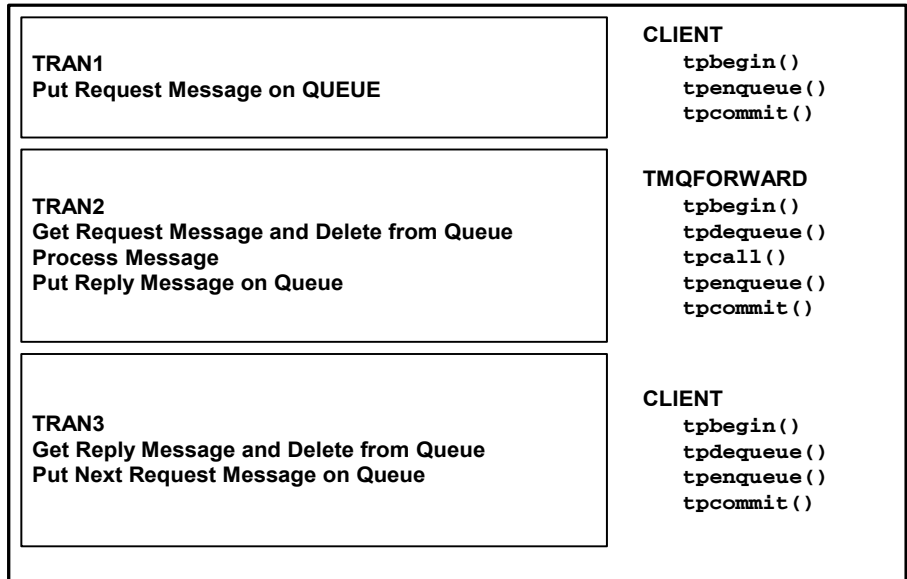 TRAN1
Put Request Message on QUEUE
CLIENT
tpbegin()
tpenqueue()
tpcommit()
TRAN2
Get Request Message and Delete from Queue
Process Message
Put Reply Message on Queue
TMQFORWARD
tpbegin()
tpdequeue()
tpcall()
tpenqueue()
tpcommit()
TRAN3
Get Reply Message and Delete from Queue
Put Next Request Message on Queue
CLIENT
tpbegin()
tpdequeue()
tpenqueue()
tpcommit()